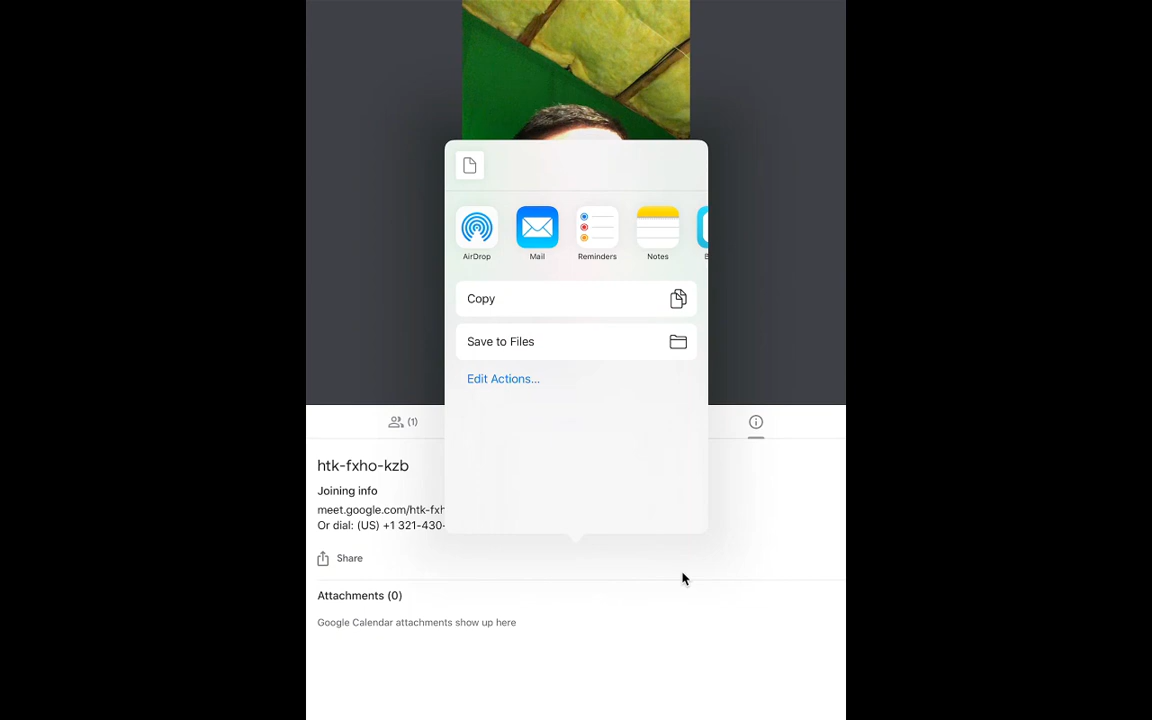 AirDrop
Mail
Reminders
Notes
Copy
Save to Files
Edit Actions...
(1)
htk-fxho-kzb
Joining info
meet.google.com/htk-fxh
Or dial: (US) +1 321-430-
Share
Attachments (0)
Google Calendar attachments show up here